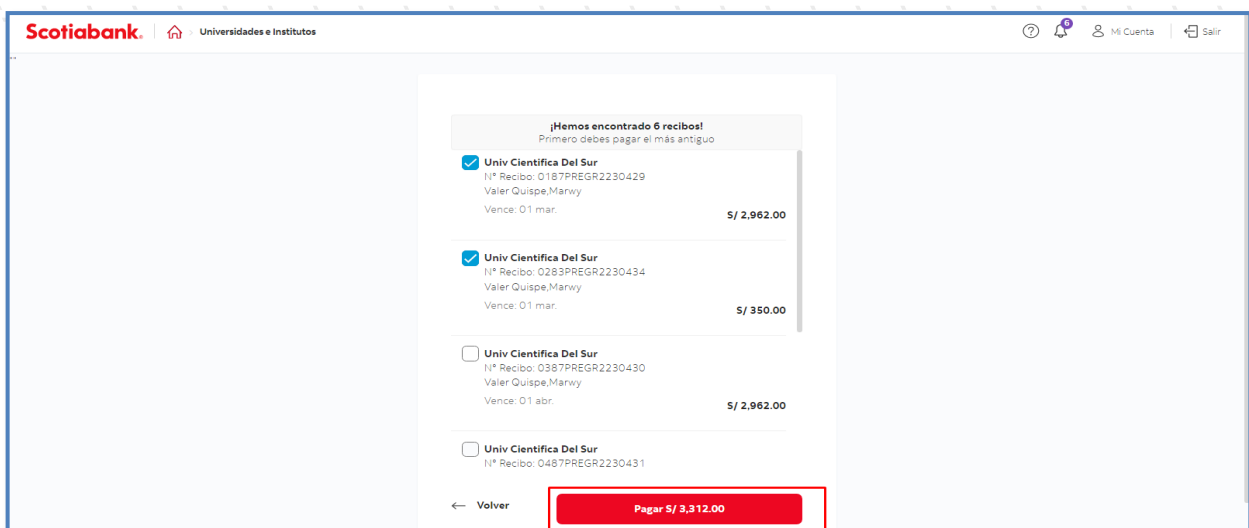 Scotiabank. Universidades e Institutos 6 Mi Cuenta Salir
¡Hemos encontrado 6 recibos!
Primero debes pagar el más antiguo
Univ Cientifica Del Sur
N° Recibo: 0187PREGR2230429
Valer Quispe,Marwy
Vence: 01 mar.
S/ 2,962.00
Univ Cientifica Del Sur
N° Recibo: 0283PREGR2230434
Valer Quispe,Marwy
Vence: 01 mar.
S/ 350.00
Univ Cientifica Del Sur
N° Recibo: 0387PREGR2230430
Valer Quispe,Marwy
Vence: 01 abr.
S/ 2,962.00
Univ Cientifica Del Sur
N° Recibo: 0487PREGR2230431
← Volver
Pagar S/ 3,312.00